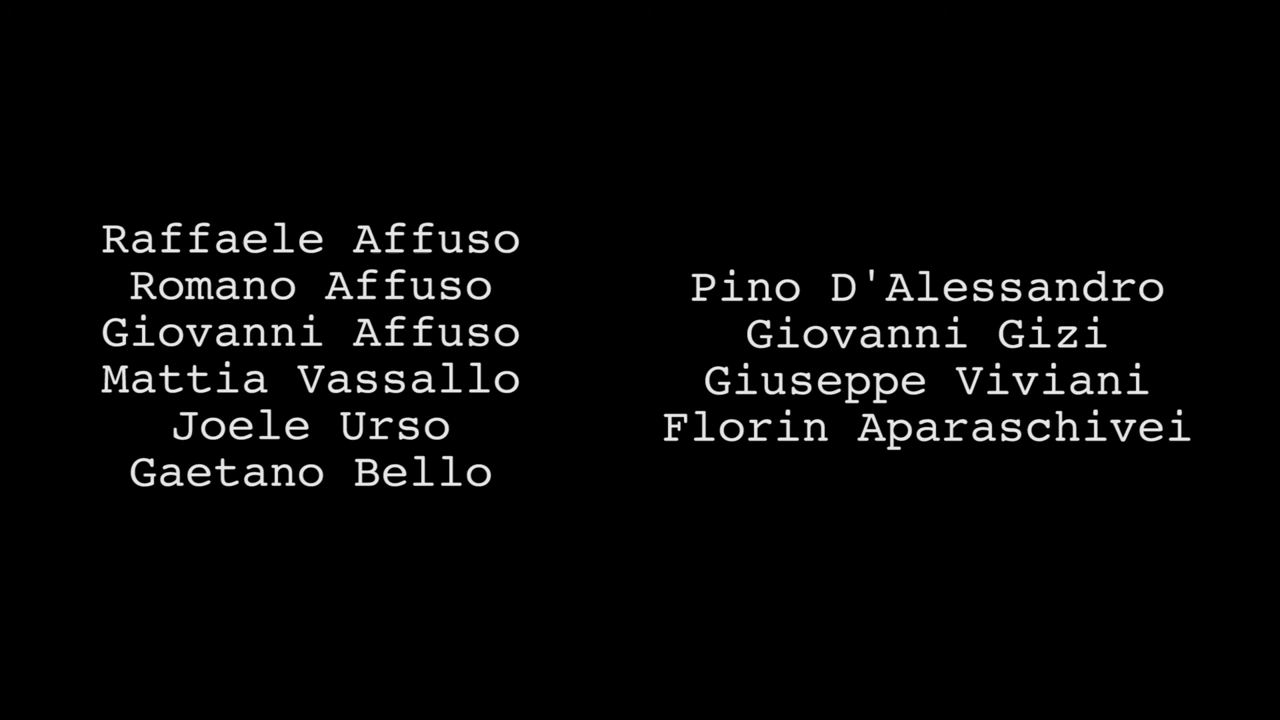 Raffaele Affuso
Romano Affuso
Giovanni Affuso
Mattia Vassallo
Joele Urso
Gaetano Bello
Pino D'Alessandro
Giovanni Gizi
Giuseppe Viviani
Florin Aparaschivei